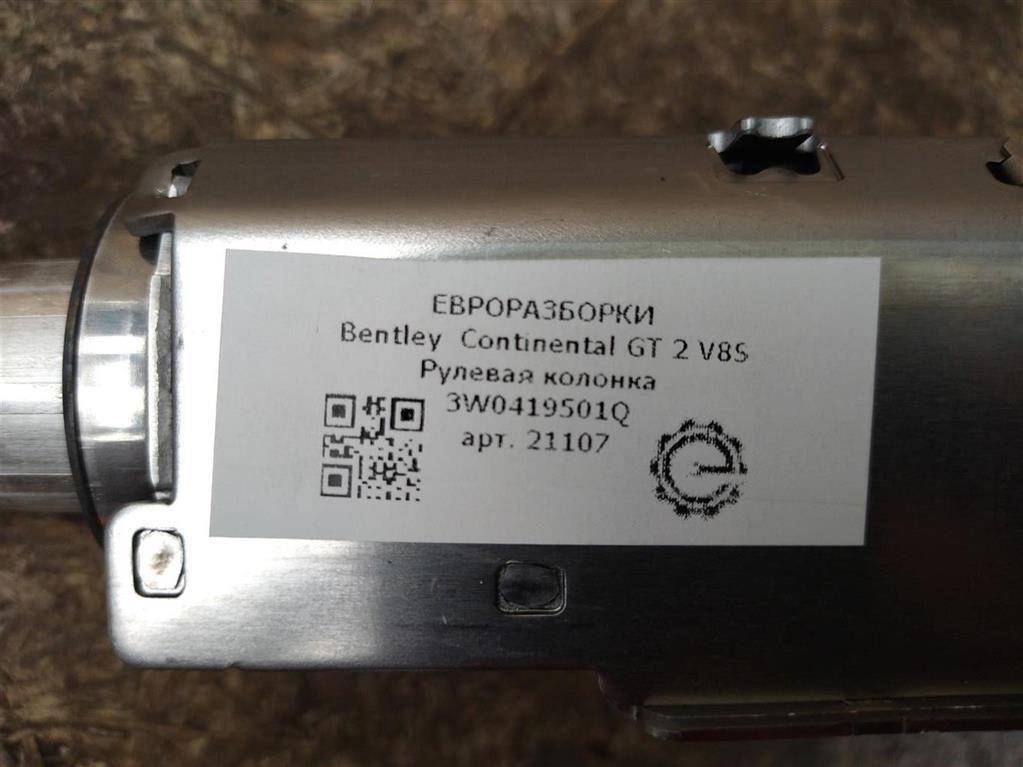 ЕВРОРАЗБОРКИ
Bentley Continental GT 2 V8S
Рулевая колонка
3W0419501Q
арт. 21107